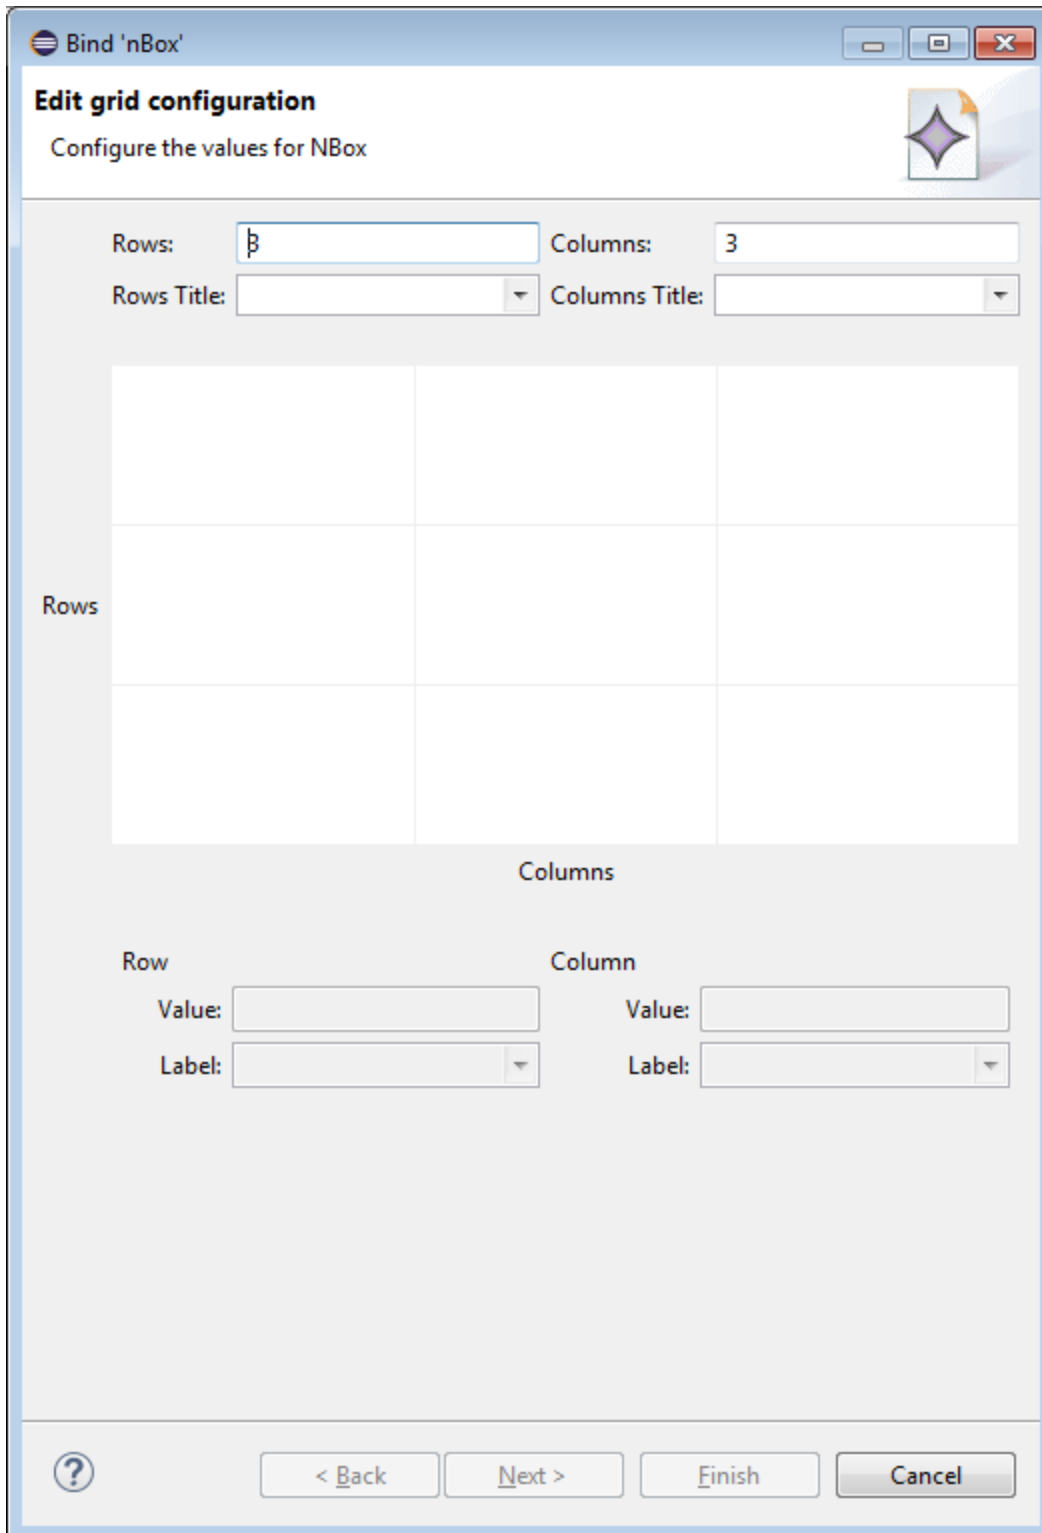 Bind 'nBox'
Edit grid configuration
Configure the values for NBox
Rows: 3 Columns: 3
Rows Title: Columns Title:
Rows
Columns
Row Column
Value: Value:
Label: Label:
? < Back Next > Finish Cancel